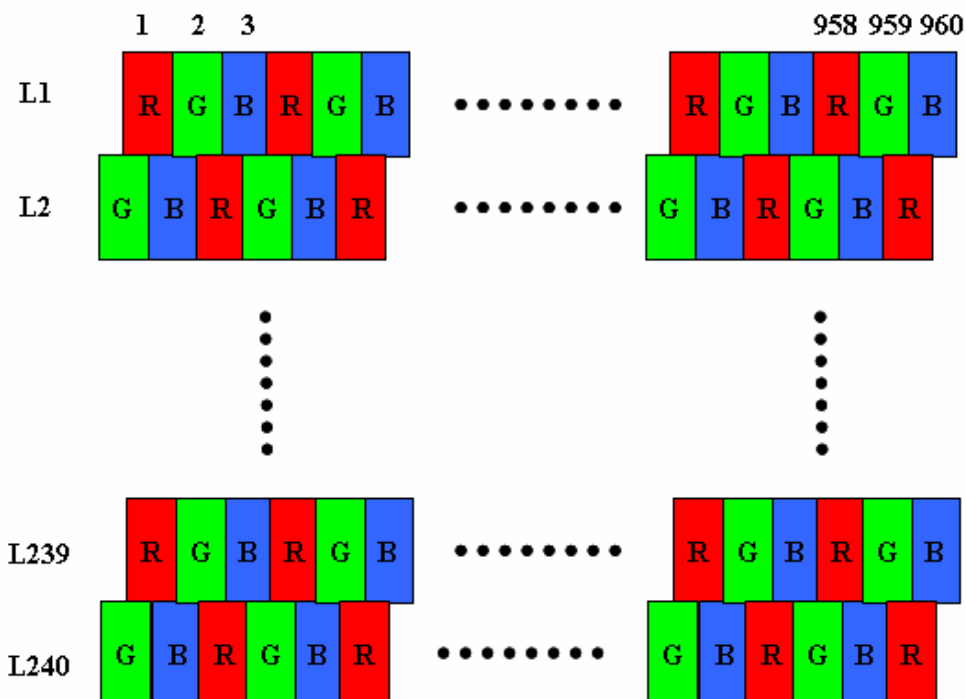 1 2 3 958 959 960
L1 R G B R G B R G B R G B
L2 G B R G B R G B R G B R
L239 R G B R G B R G B R G B
L240 G B R G B R G B R G B R